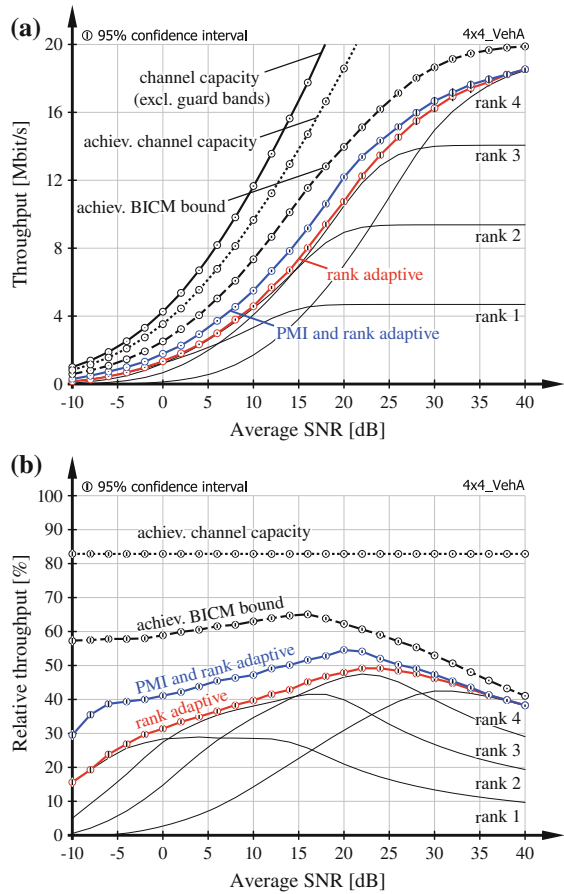 (a)
95% confidence interval
4x4_VehA
20
16
12
8
4
0
Throughput [Mbit/s]
channel capacity
(excl. guard bands)
achiev. channel capacity
achiev. BICM bound
rank 4
rank 3
rank 2
rank 1
rank adaptive
PMI and rank adaptive
-10 -5 0 5 10 15 20 25 30 35 40
Average SNR [dB]
(b)
95% confidence interval
4x4_VehA
100
90
80
70
60
50
40
30
20
10
0
Relative throughput [%]
achiev. channel capacity
achiev. BICM bound
PMI and rank adaptive
rank adaptive
rank 4
rank 3
rank 2
rank 1
-10 -5 0 5 10 15 20 25 30 35 40
Average SNR [dB]